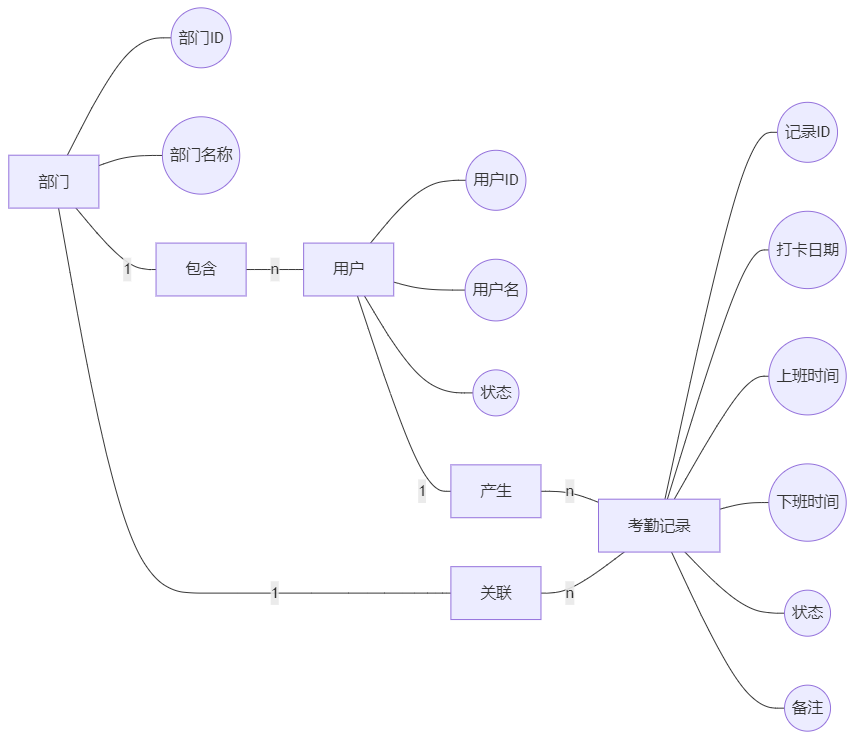 部门ID
部门名称
部门
1
包含
n
用户
用户ID
用户名
状态
1
产生
n
1
关联
n
考勤记录
记录ID
打卡日期
上班时间
下班时间
状态
备注